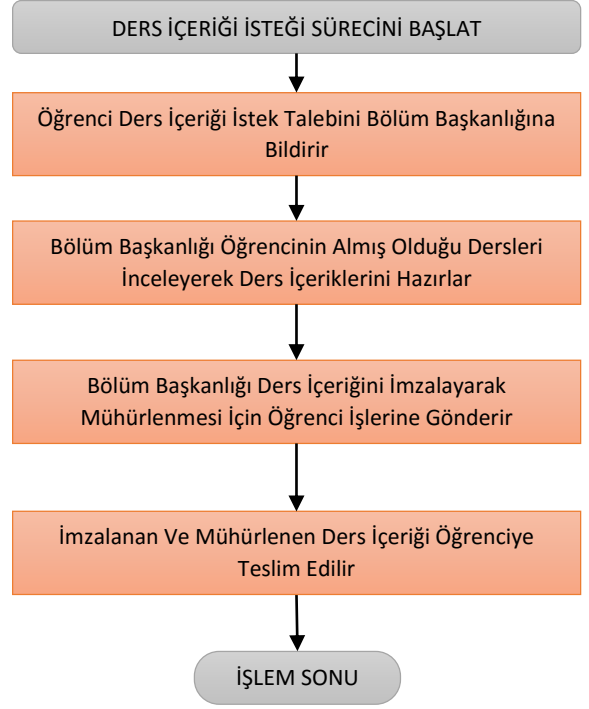 DERS İÇERİĞİ İSTEĞİ SÜRECİNİ BAŞLAT
Öğrenci Ders İçeriği İstek Talebini Bölüm Başkanlığına
Bildirir
Bölüm Başkanlığı Öğrencinin Almış Olduğu Dersleri
İnceleyerek Ders İçeriklerini Hazırlar
Bölüm Başkanlığı Ders İçeriğini İmzalayarak
Mühürlenmesi İçin Öğrenci İşlerine Gönderir
İmzalanan Ve Mühürlenen Ders İçeriği Öğrenciye
Teslim Edilir
İŞLEM SONU